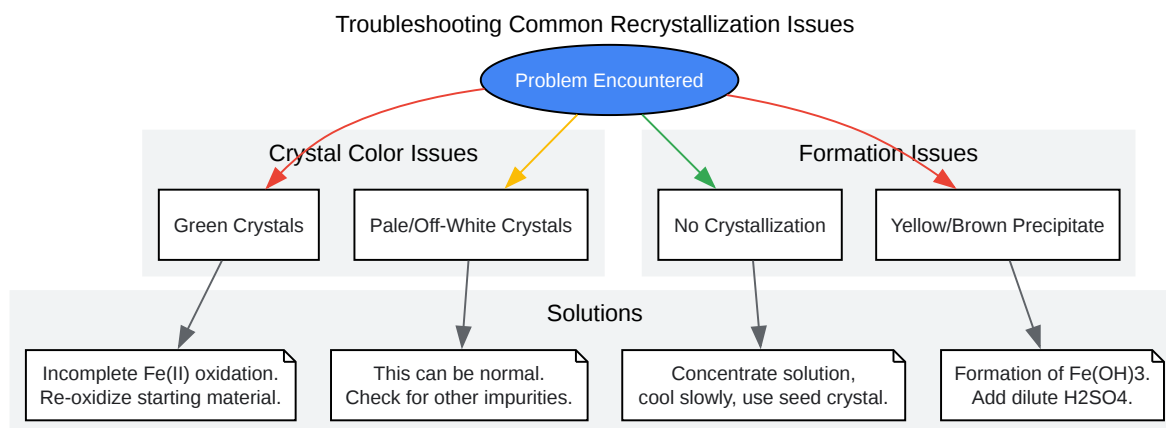 Troubleshooting Common Recrystallization Issues
Problem Encountered
Crystal Color Issues
Formation Issues
Green Crystals
Pale/Off-White Crystals
No Crystallization
Yellow/Brown Precipitate
Solutions
Incomplete Fe(II) oxidation.
Re-oxidize starting material.
This can be normal.
Check for other impurities.
Concentrate solution,
cool slowly, use seed crystal.
Formation of Fe(OH)3.
Add dilute H2SO4.